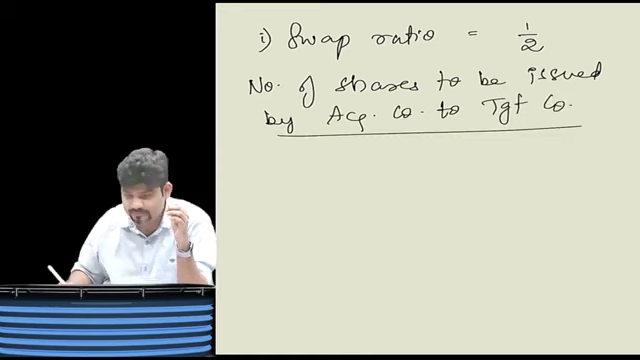 i) Swap ratio = 1/2
No. of shares to be issued
by Acq. Co. to Tgt Co.